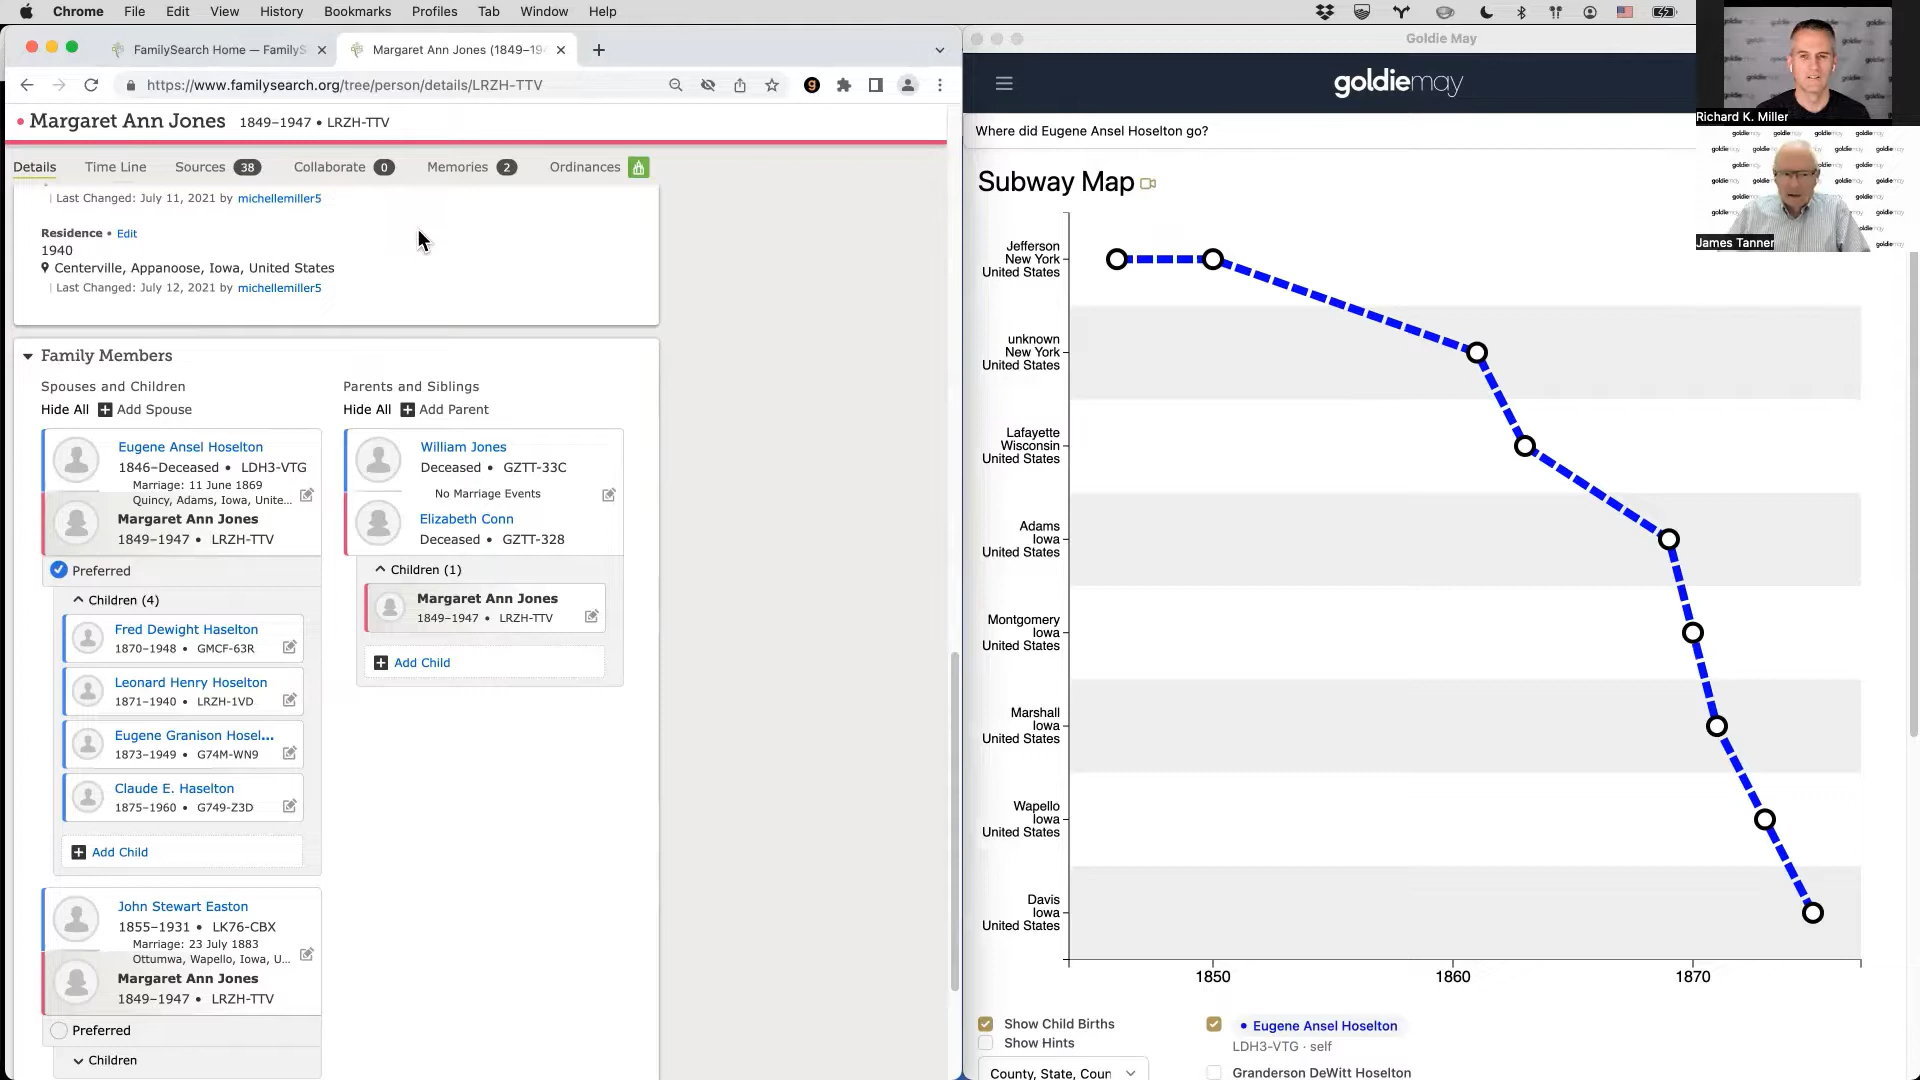 Chrome File Edit View History Bookmarks Profiles Tab Window Help
FamilySearch Home — FamilyS
Margaret Ann Jones (1849–19
https://www.familysearch.org/tree/person/details/LRZH-TTV
Margaret Ann Jones 1849–1947 • LRZH-TTV
Details Time Line Sources 38 Collaborate 0 Memories 2 Ordinances
Last Changed: July 11, 2021 by michellemiller5
Residence • Edit
1940
Centerville, Appanoose, Iowa, United States
Last Changed: July 12, 2021 by michellemiller5
Family Members
Spouses and Children
Hide All Add Spouse
Eugene Ansel Hoselton
1846–Deceased • LDH3-VTG
Marriage: 11 June 1869
Quincy, Adams, Iowa, Unite...
Margaret Ann Jones
1849–1947 • LRZH-TTV
Preferred
Children (4)
Fred Dewight Haselton
1870–1948 • GMCF-63R
Leonard Henry Hoselton
1871–1940 • LRZH-1VD
Eugene Granison Hosel...
1873–1949 • G74M-WN9
Claude E. Haselton
1875–1960 • G749-Z3D
Add Child
John Stewart Easton
1855–1931 • LK76-CBX
Marriage: 23 July 1883
Ottumwa, Wapello, Iowa, U...
Margaret Ann Jones
1849–1947 • LRZH-TTV
Preferred
Children
Parents and Siblings
Hide All Add Parent
William Jones
Deceased • GZTT-33C
No Marriage Events
Elizabeth Conn
Deceased • GZTT-328
Children (1)
Margaret Ann Jones
1849–1947 • LRZH-TTV
Add Child
Goldie May
goldiemay
Where did Eugene Ansel Hoselton go?
Subway Map
Jefferson
New York
United States
unknown
New York
United States
Lafayette
Wisconsin
United States
Adams
Iowa
United States
Montgomery
Iowa
United States
Marshall
Iowa
United States
Wapello
Iowa
United States
Davis
Iowa
United States
1850 1860 1870
Show Child Births
Show Hints
County, State, Coun
Eugene Ansel Hoselton
LDH3-VTG · self
Granderson DeWitt Hoselton
Richard K. Miller
James Tanner